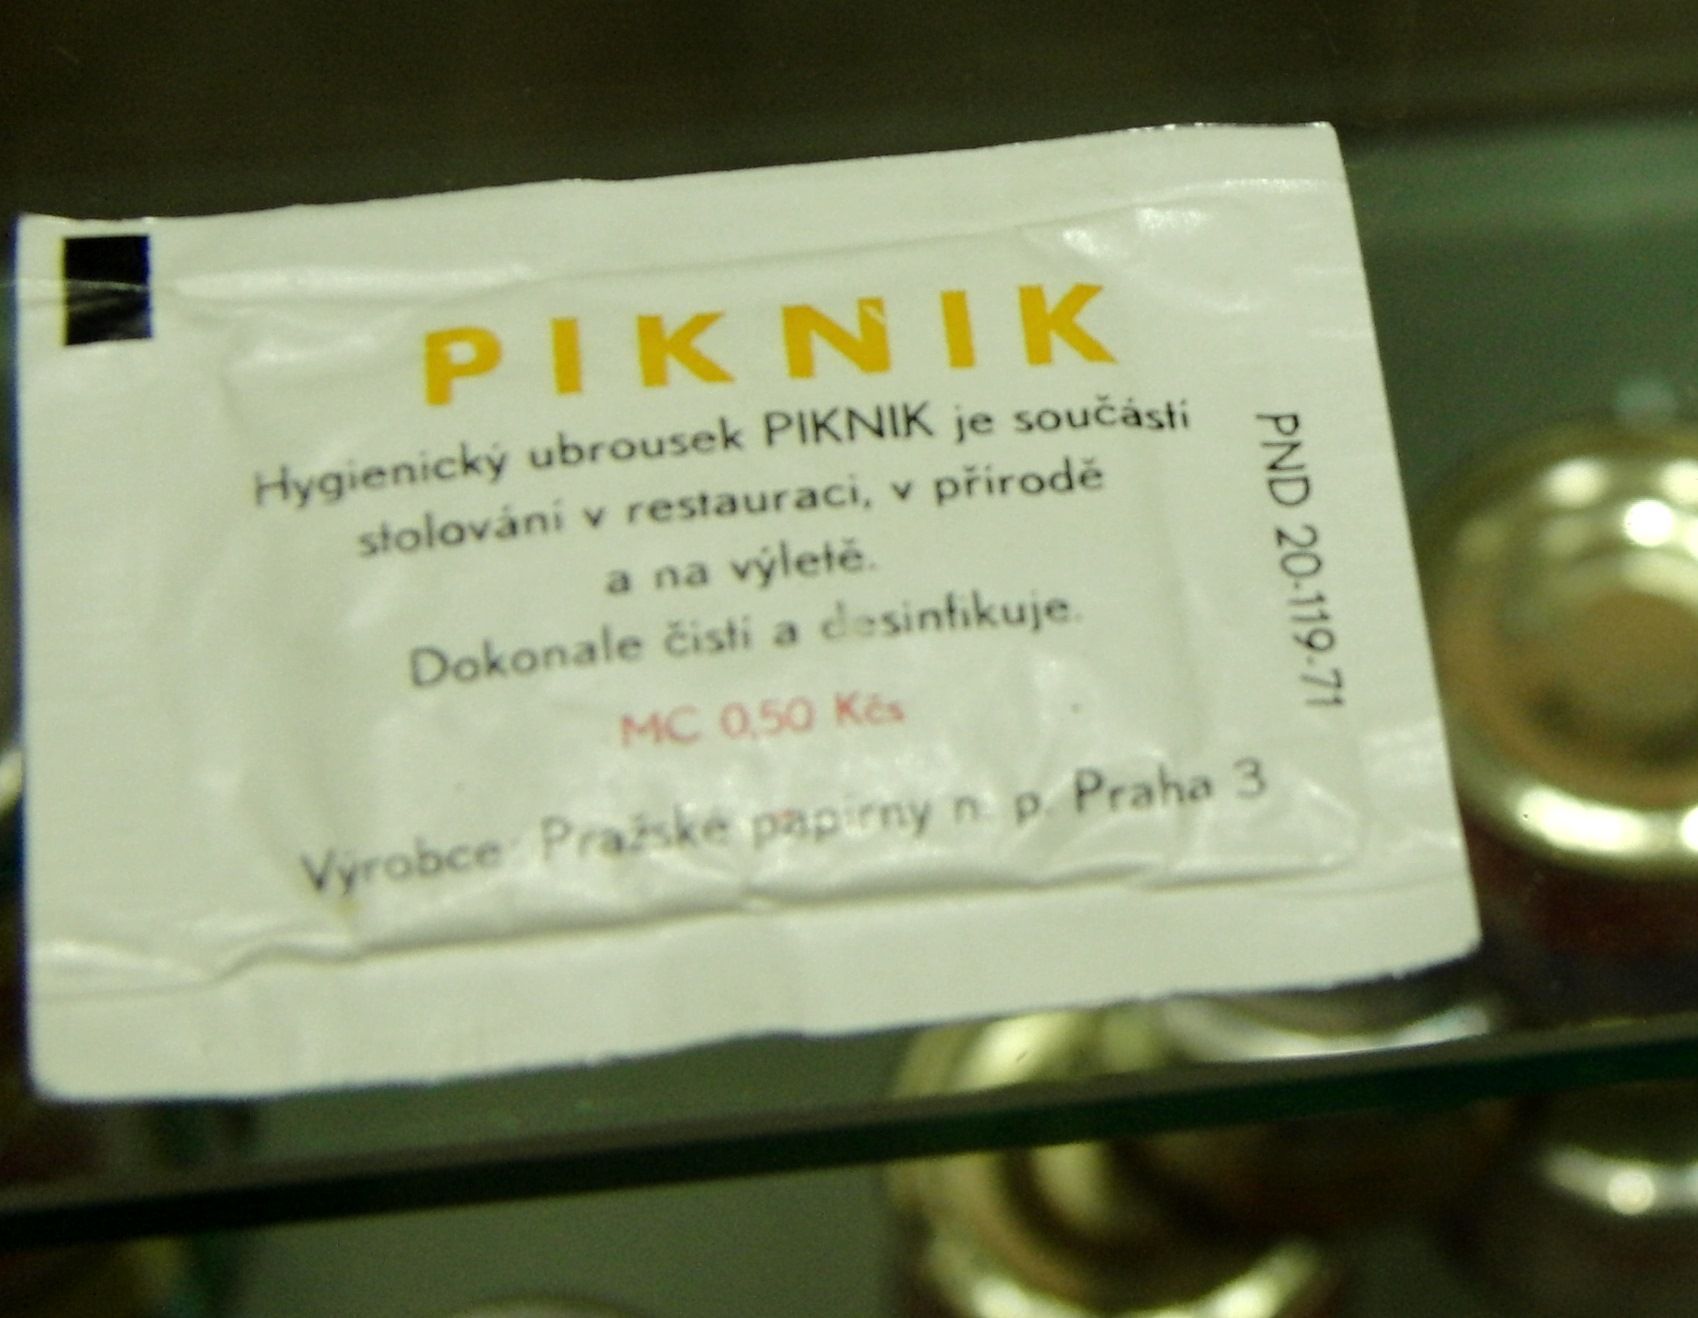 PIKNIK
Hygienický ubrousek PIKNIK je součástí
stolování v restauraci, v přírodě
a na výletě.
Dokonale čistí a desinfikuje.
MC 0,50 Kčs
Výrobce: Pražské papírny n. p. Praha 3
PND 20-119-71